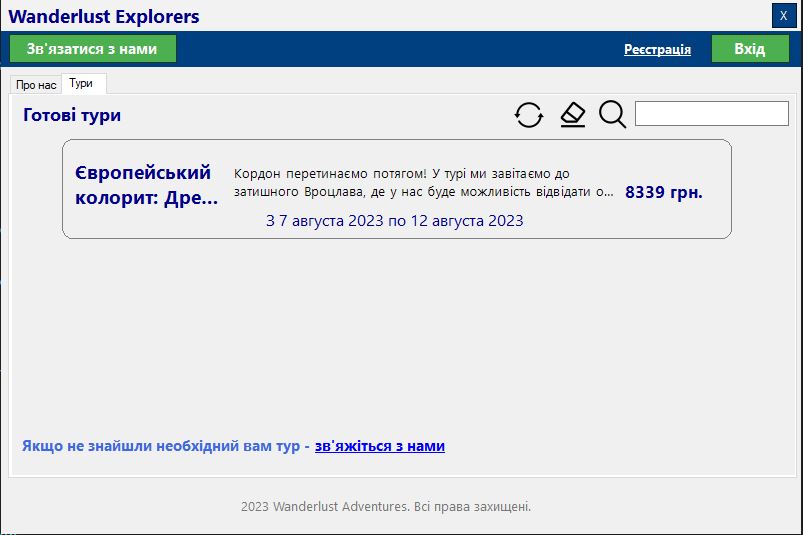 Wanderlust Explorers
X
Зв'язатися з нами
Реєстрація
Вхід
Про нас
Тури
Готові тури
Європейський
колорит: Дре...
Кордон перетинаємо потягом! У турі ми завітаємо до
затишного Вроцлава, де у нас буде можливість відвідати о...
8339 грн.
З 7 августа 2023 по 12 августа 2023
Якщо не знайшли необхідний вам тур - зв'яжіться з нами
2023 Wanderlust Adventures. Всі права захищені.